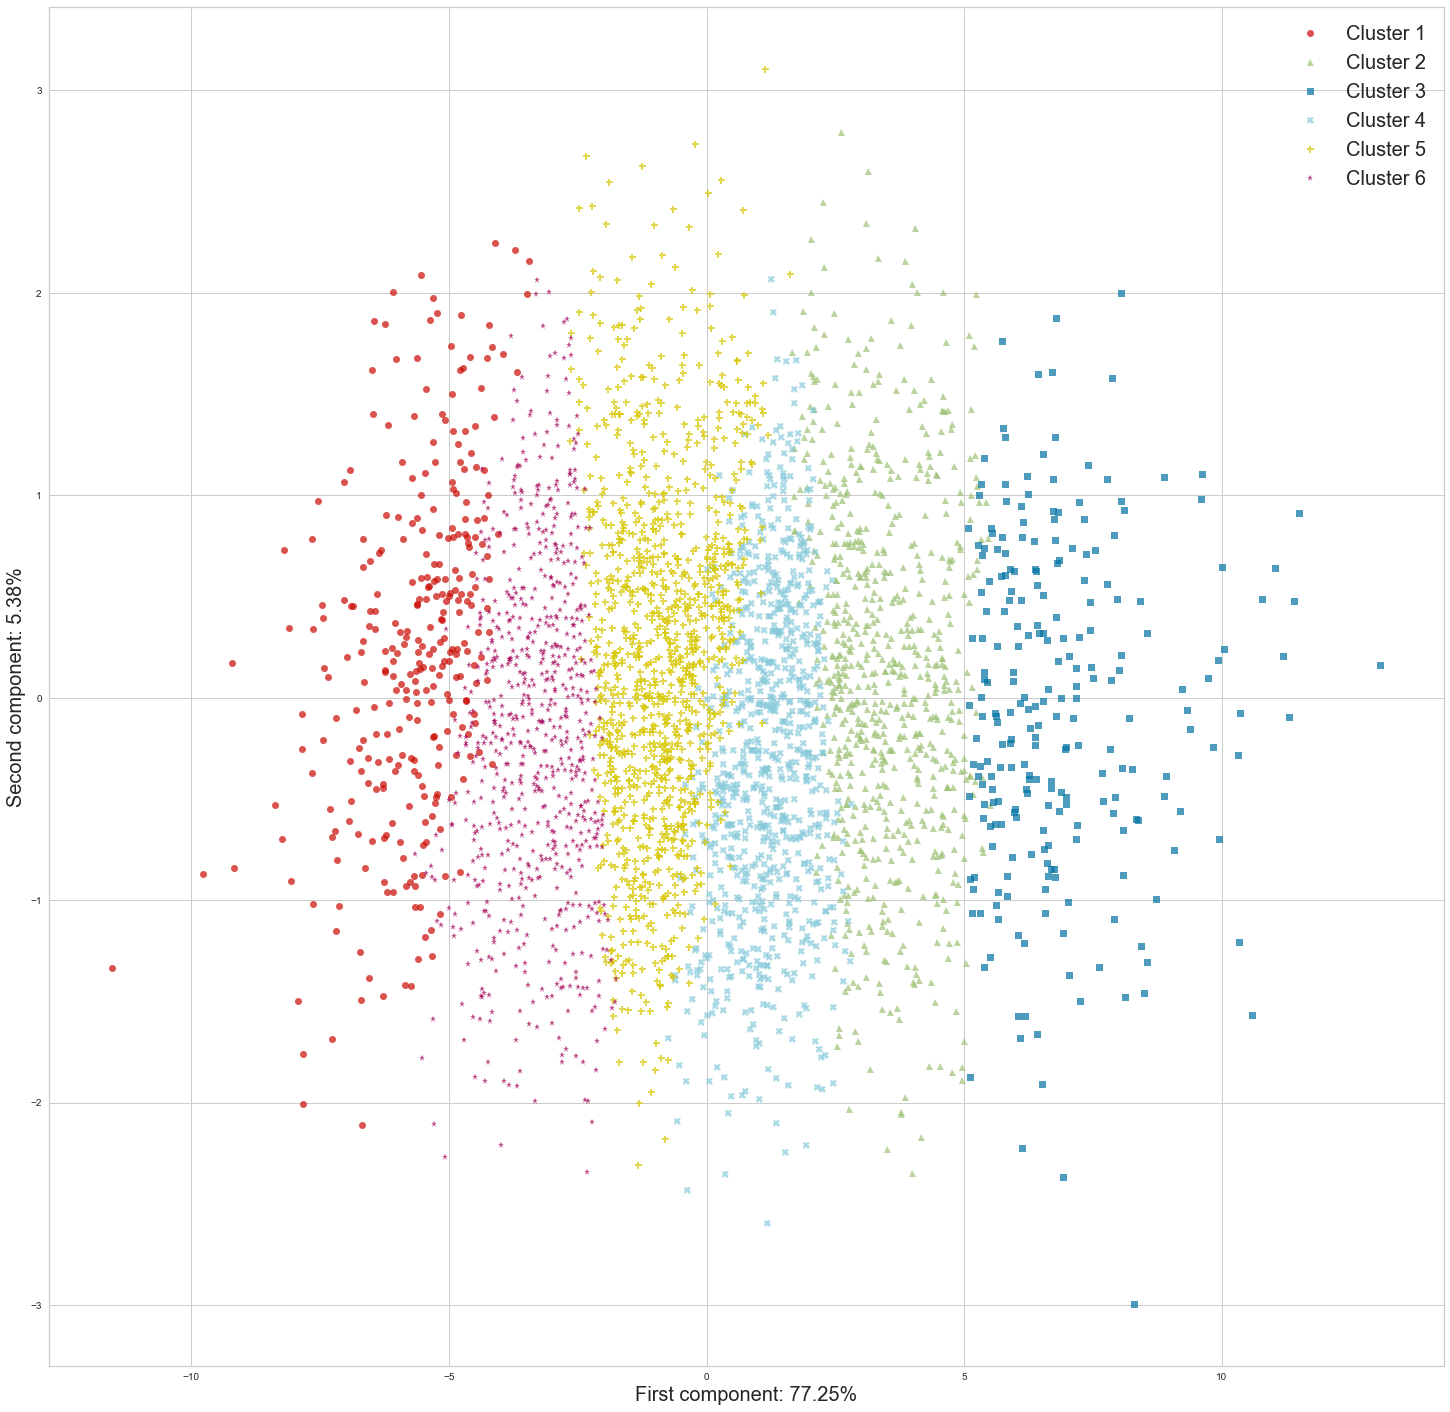 Cluster 1
Cluster 2
Cluster 3
Cluster 4
Cluster 5
Cluster 6
3
2
1
0
−1
−2
−3
Second component:  5.38%
−10
−5
0
5
10
First component: 77.25%